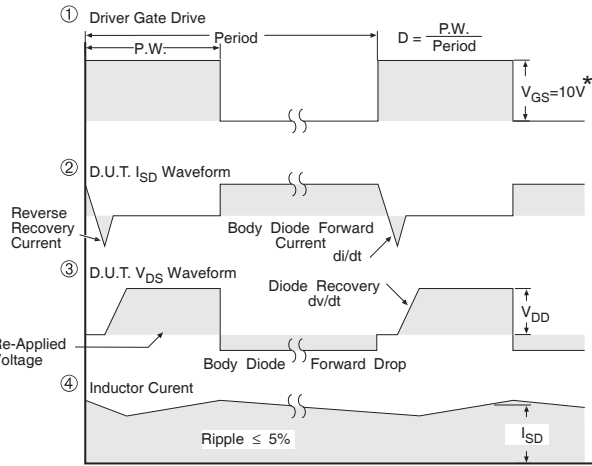 ① Driver Gate Drive
Period
P.W.
D = P.W. / Period
V_GS=10V*
② D.U.T. I_SD Waveform
Reverse
Recovery
Current
Body Diode Forward
Current
di/dt
③ D.U.T. V_DS Waveform
Diode Recovery
dv/dt
V_DD
Re-Applied
Voltage
Body Diode Forward Drop
④ Inductor Curent
Ripple ≤ 5%
I_SD